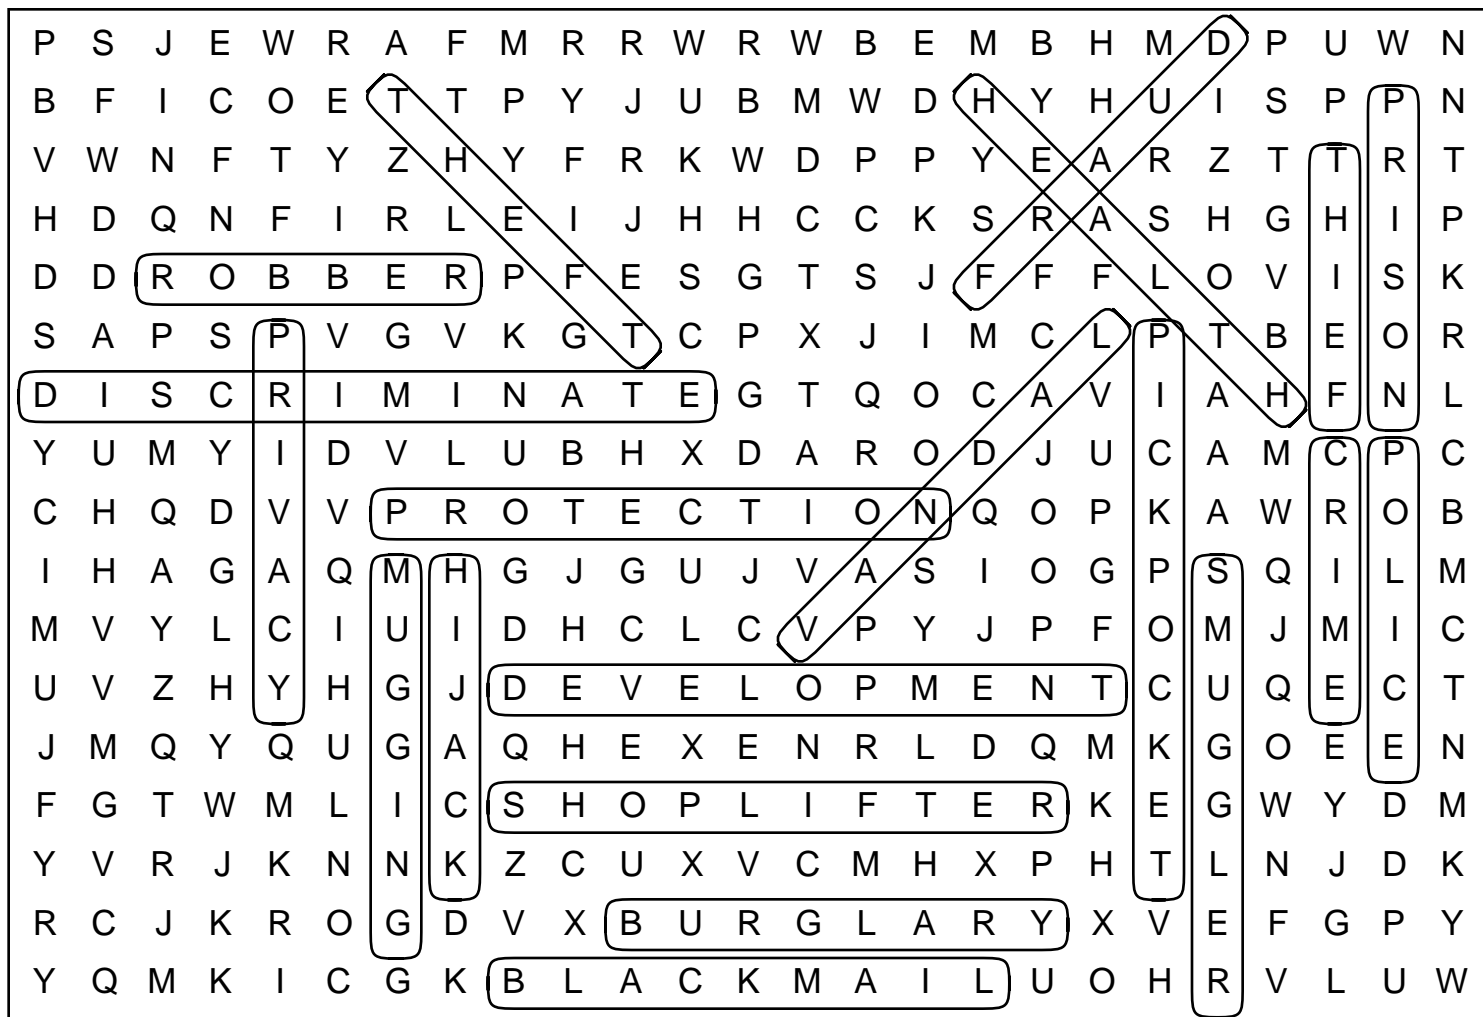 P S J E W R A F M R R W R W B E M B H M D P U W N
B F I C O E T T P Y J U B M W D H Y H U I S P P N
V W N F T Y Z H Y F R K W D P P Y E A R Z T T R T
H D Q N F I R L E I J H H C C K S R A S H G H I P
D D R O B B E R P F E S G T S J F F F L O V I S K
S A P S P V G V K G T C P X J I M C L P T B E O R
D I S C R I M I N A T E G T Q O C A V I A H F N L
Y U M Y I D V L U B H X D A R O D J U C A M C P C
C H Q D V V P R O T E C T I O N Q O P K A W R O B
I H A G A Q M H G J G U J V A S I O G P S Q I L M
M V Y L C I U I D H C L C V P Y J P F O M J M I C
U V Z H Y H G J D E V E L O P M E N T C U Q E C T
J M Q Y Q U G A Q H E X E N R L D Q M K G O E E N
F G T W M L I C S H O P L I F T E R K E G W Y D M
Y V R J K N N K Z C U X V C M H X P H T L N J D K
R C J K R O G D V X B U R G L A R Y X V E F G P Y
Y Q M K I C G K B L A C K M A I L U O H R V L U W